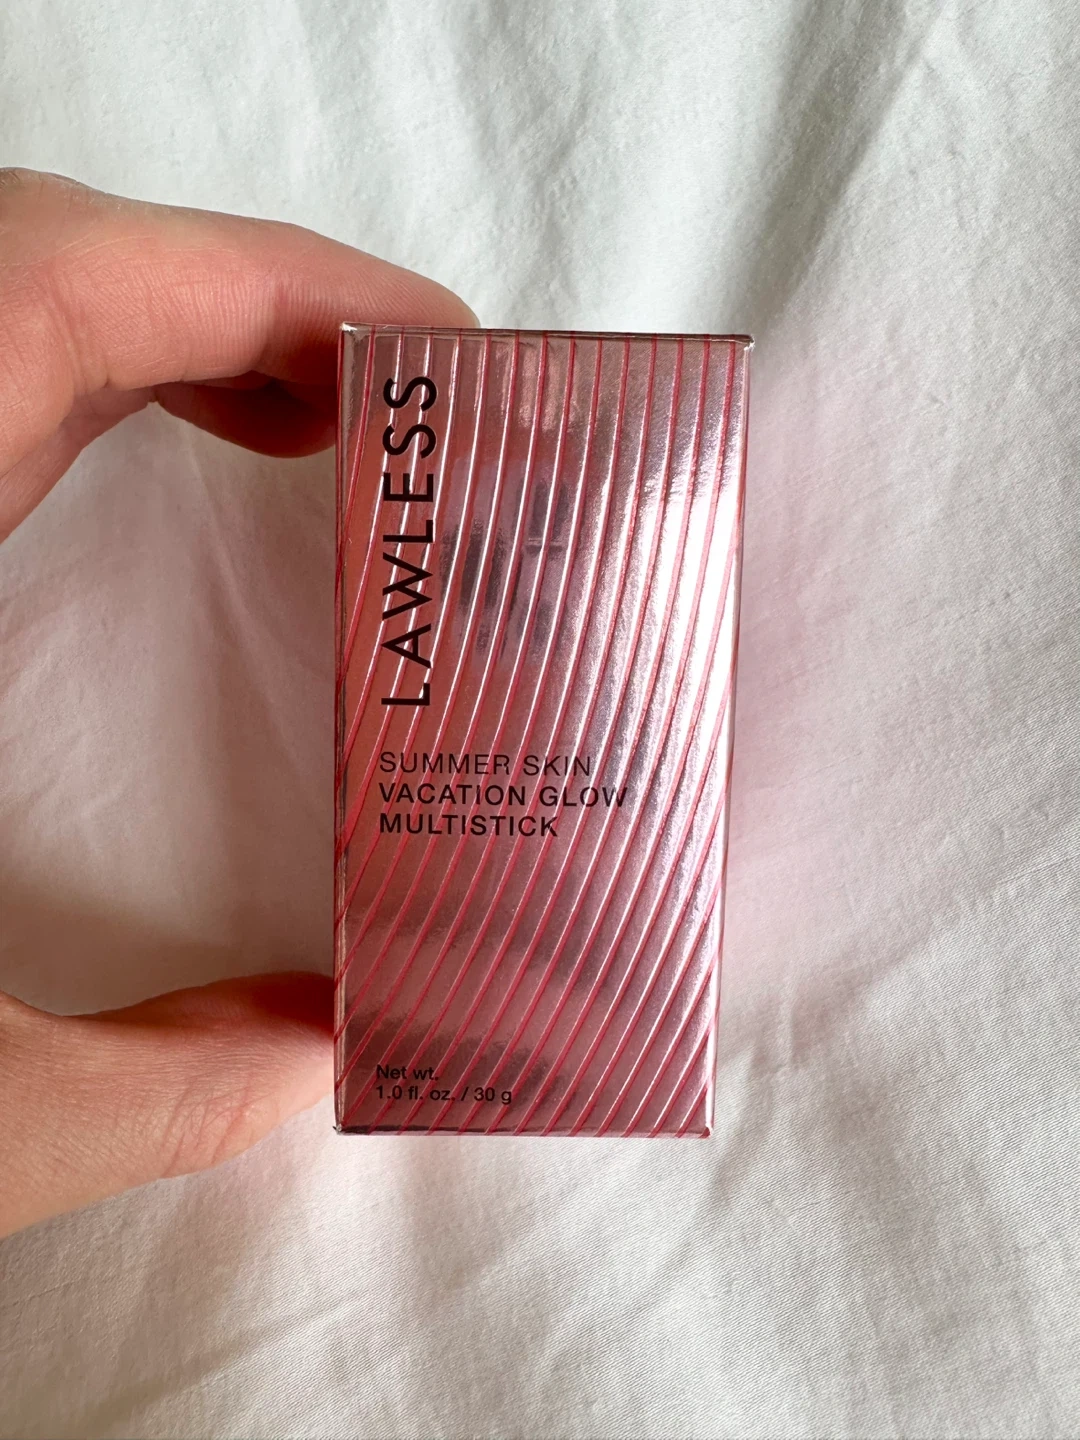 LAWLESS
SUMMER SKIN
VACATION GLOW
MULTISTICK
Net wt.
1.0 fl. oz. / 30 g